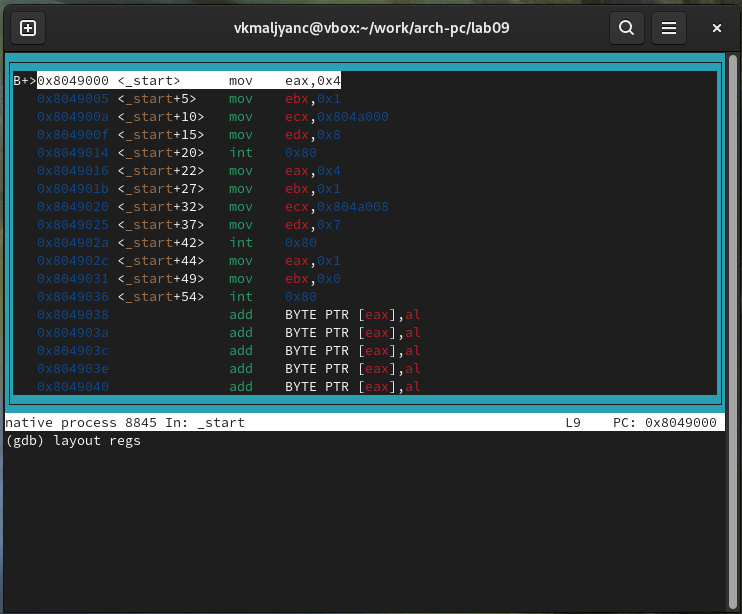 vkmaljyanc@vbox:~/work/arch-pc/lab09
B+>0x8049000 <_start> mov eax,0x4
0x8049005 <_start+5> mov ebx,0x1
0x804900a <_start+10> mov ecx,0x804a000
0x804900f <_start+15> mov edx,0x8
0x8049014 <_start+20> int 0x80
0x8049016 <_start+22> mov eax,0x4
0x804901b <_start+27> mov ebx,0x1
0x8049020 <_start+32> mov ecx,0x804a008
0x8049025 <_start+37> mov edx,0x7
0x804902a <_start+42> int 0x80
0x804902c <_start+44> mov eax,0x1
0x8049031 <_start+49> mov ebx,0x0
0x8049036 <_start+54> int 0x80
0x8049038 add BYTE PTR [eax],al
0x804903a add BYTE PTR [eax],al
0x804903c add BYTE PTR [eax],al
0x804903e add BYTE PTR [eax],al
0x8049040 add BYTE PTR [eax],al
native process 8845 In: _start L9 PC: 0x8049000
(gdb) layout regs